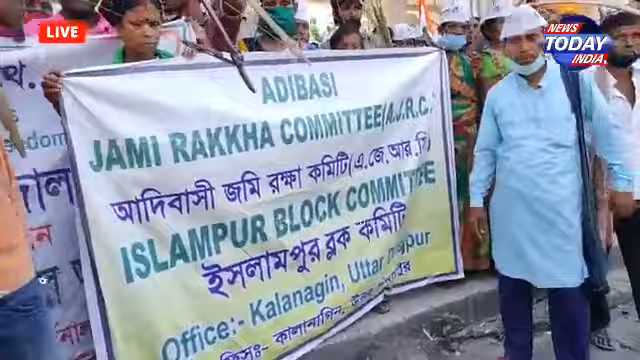 LIVE
NEWS
TODAY
INDIA
ADIBASI
JAMI RAKKHA COMMITTEE(A.J.R.C.)
আদিবাসী জমি রক্ষা কমিটি(এ.জে.আর.সি)
ISLAMPUR BLOCK COMMITTEE
ইসলামপুর ব্লক কমিটি
Office:- Kalanagin, Uttar
অফিস:- কালানাগিন,